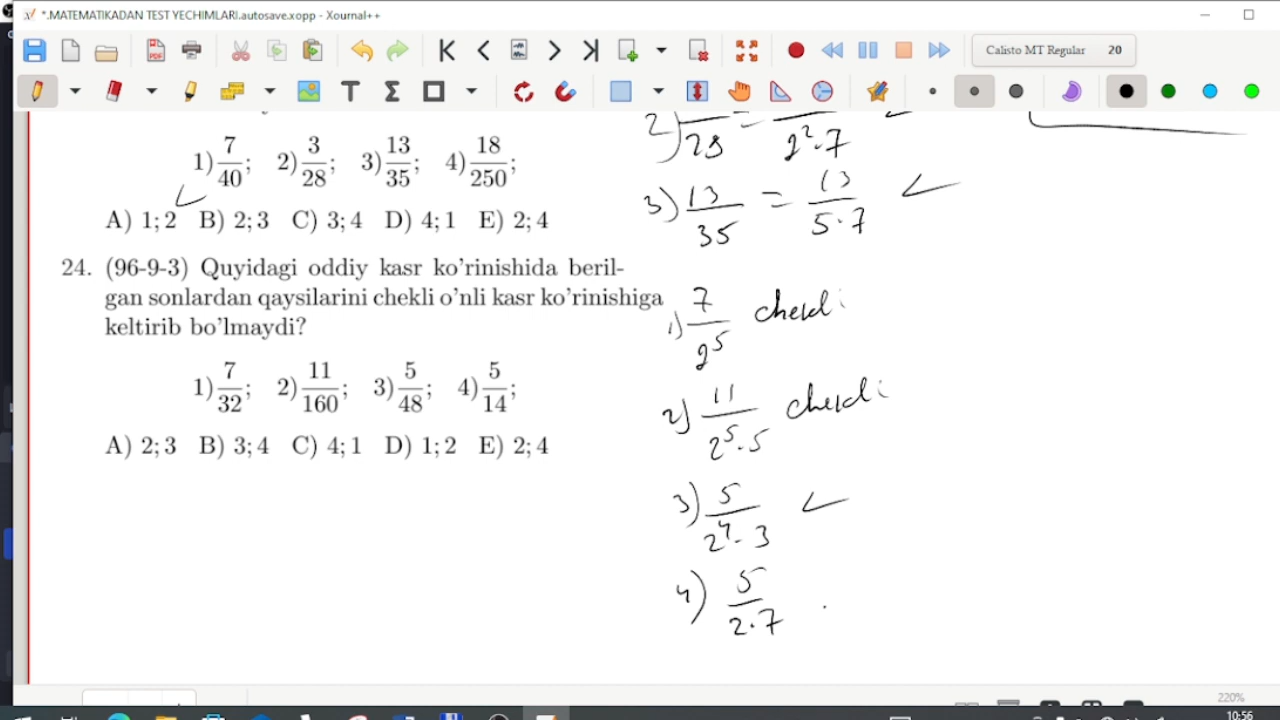 *.MATEMATIKADAN TEST YECHIMLARI.autosave.xopp - Xournal++
Calisto MT Regular 20
1) 7/40; 2) 3/28; 3) 13/35; 4) 18/250;
A) 1; 2 B) 2; 3 C) 3; 4 D) 4; 1 E) 2; 4
24. (96-9-3) Quyidagi oddiy kasr ko'rinishida beril-
gan sonlardan qaysilarini chekli o'nli kasr ko'rinishiga
keltirib bo'lmaydi?
1) 7/32; 2) 11/160; 3) 5/48; 4) 5/14;
A) 2; 3 B) 3; 4 C) 4; 1 D) 1; 2 E) 2; 4
2) /28 = /2²·7
3) 13/35 = 13/5·7
1) 7/2⁵ chekli
2) 11/2⁵·5 chekli
3) 5/2⁴·3
4) 5/2·7
220%
10:56